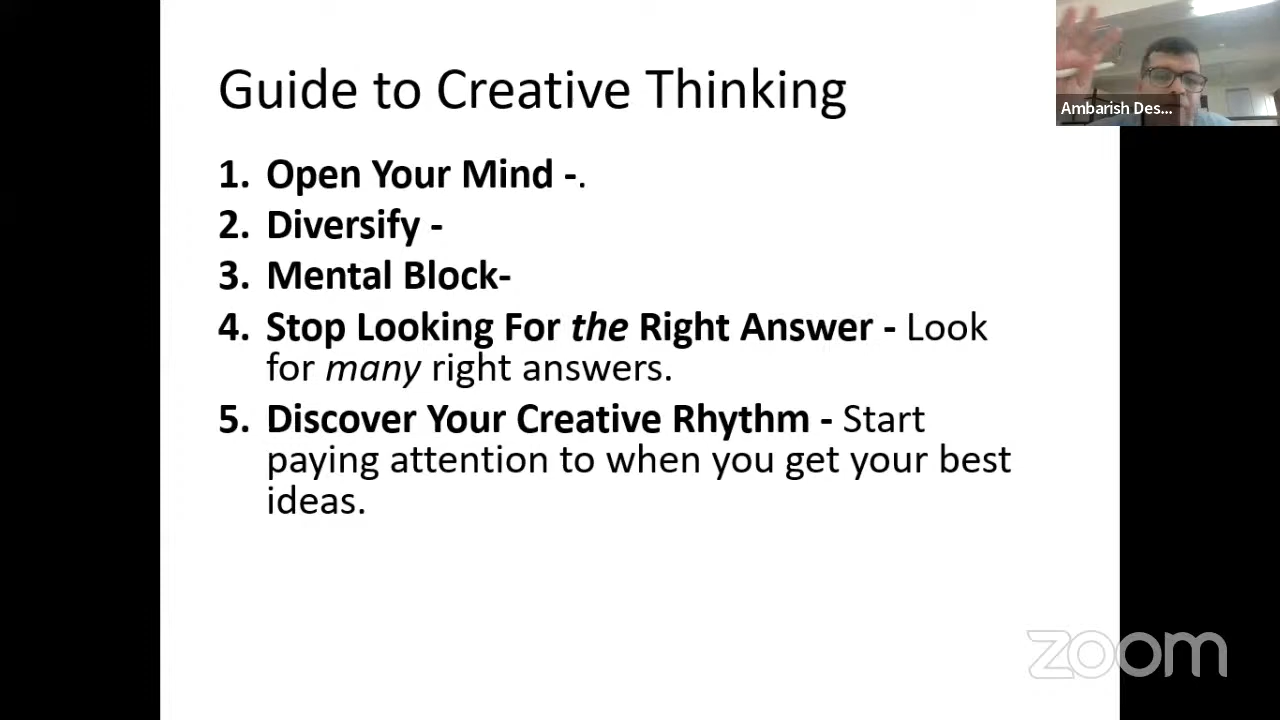 Guide to Creative Thinking
Ambarish Des...
1. Open Your Mind -.
2. Diversify -
3. Mental Block-
4. Stop Looking For the Right Answer - Look
for many right answers.
5. Discover Your Creative Rhythm - Start
paying attention to when you get your best
ideas.
zoom